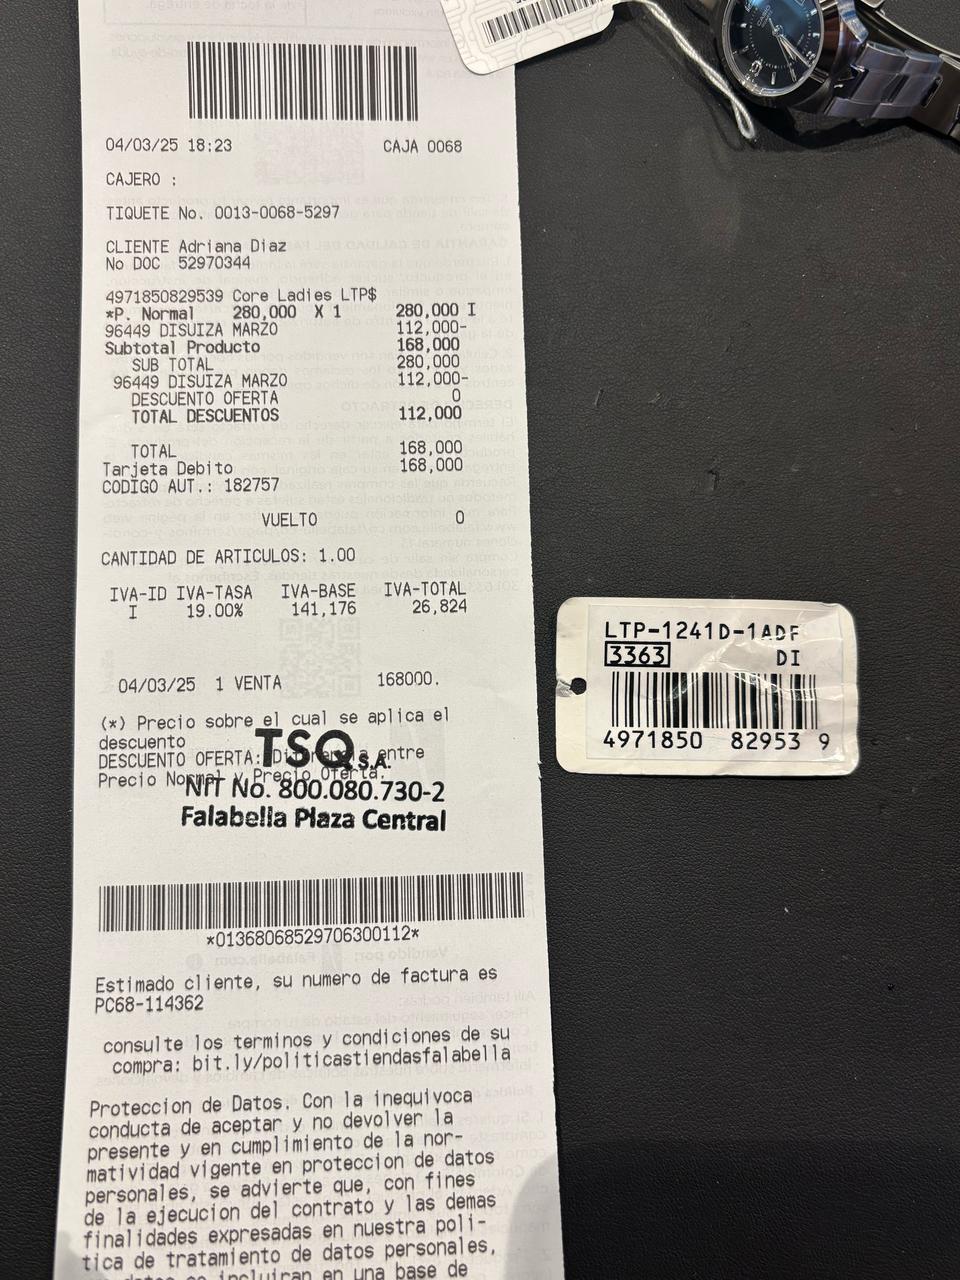 04/03/25 18:23 CAJA 0068
CAJERO :
TIQUETE No. 0013-0068-5297
CLIENTE Adriana Diaz
No DOC 52970344
4971850829539 Core Ladies LTP$
*P. Normal 280,000 X 1 280,000 I
96449 DISUIZA MARZO 112,000-
Subtotal Producto 168,000
SUB TOTAL 280,000
96449 DISUIZA MARZO 112,000-
DESCUENTO OFERTA 0
TOTAL DESCUENTOS 112,000
TOTAL 168,000
Tarjeta Debito 168,000
CODIGO AUT.: 182757
VUELTO 0
CANTIDAD DE ARTICULOS: 1.00
IVA-ID IVA-TASA IVA-BASE IVA-TOTAL
I 19.00% 141,176 26,824
04/03/25 1 VENTA 168000.
(*) Precio sobre el cual se aplica el
descuento
DESCUENTO OFERTA: Diferencia entre
Precio Normal y Precio Oferta.
TSQ S.A.
NIT No. 800.080.730-2
Falabella Plaza Central
*01368068529706300112*
Estimado cliente, su numero de factura es
PC68-114362
consulte los terminos y condiciones de su
compra: bit.ly/politicastiendasfalabella
Proteccion de Datos. Con la inequivoca
conducta de aceptar y no devolver la
presente y en cumplimiento de la nor-
matividad vigente en proteccion de datos
personales, se advierte que, con fines
de la ejecucion del contrato y las demas
finalidades expresadas en nuestra poli-
tica de tratamiento de datos personales,
datos se incluiran en una base de
LTP-1241D-1ADF
3363 DI
4971850 82953 9